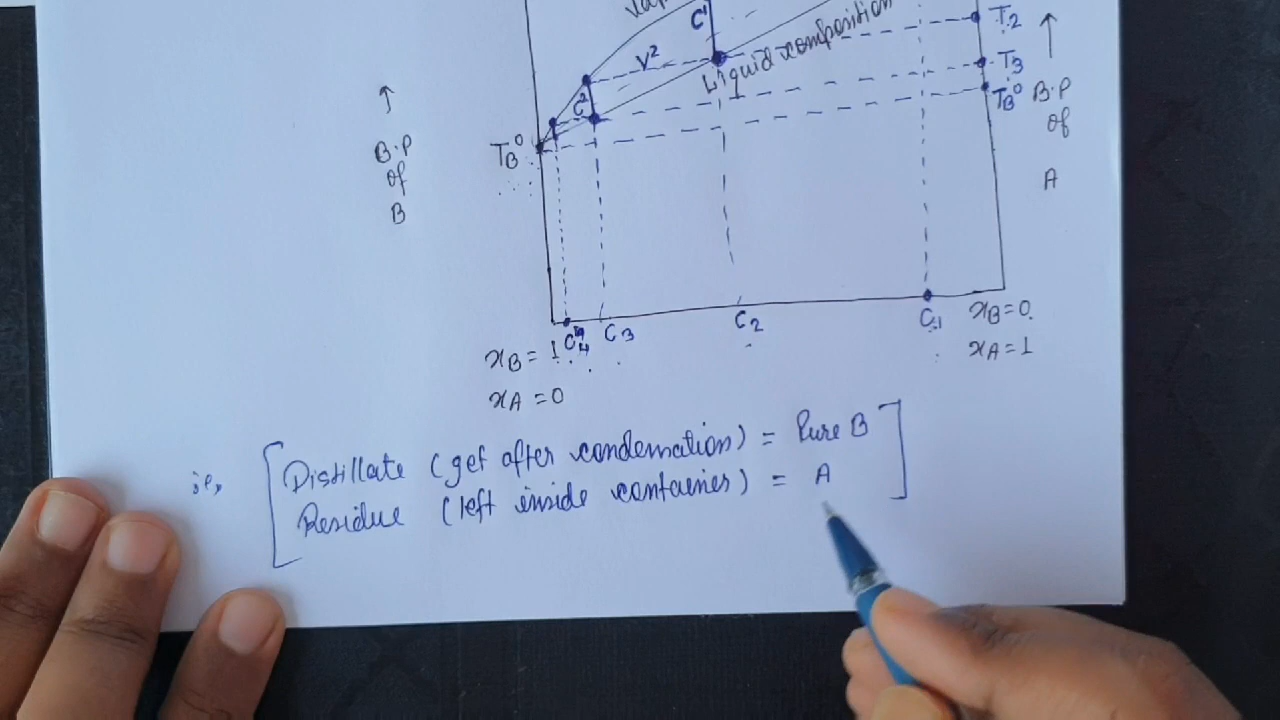 Vap
C¹
T2
V²
Liquid composition
T3
C²
TB°
TB°
↑
B.P
of
B
↑
B.P
of
A
C4
C3
C2
C1
xB = 1
xA = 0
xB = 0
xA = 1
i.e, [Distillate (get after condensation) = Pure B]
Residue (left inside container) = A